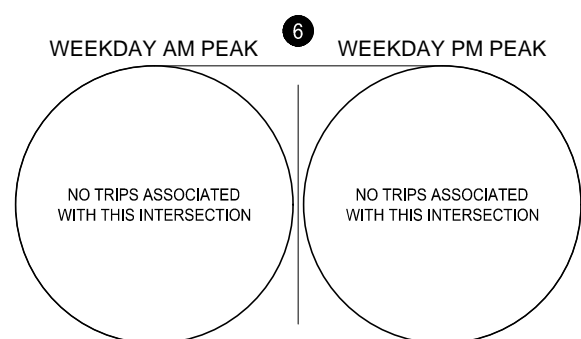 6
WEEKDAY AM PEAK
WEEKDAY PM PEAK
NO TRIPS ASSOCIATED
WITH THIS INTERSECTION
NO TRIPS ASSOCIATED
WITH THIS INTERSECTION